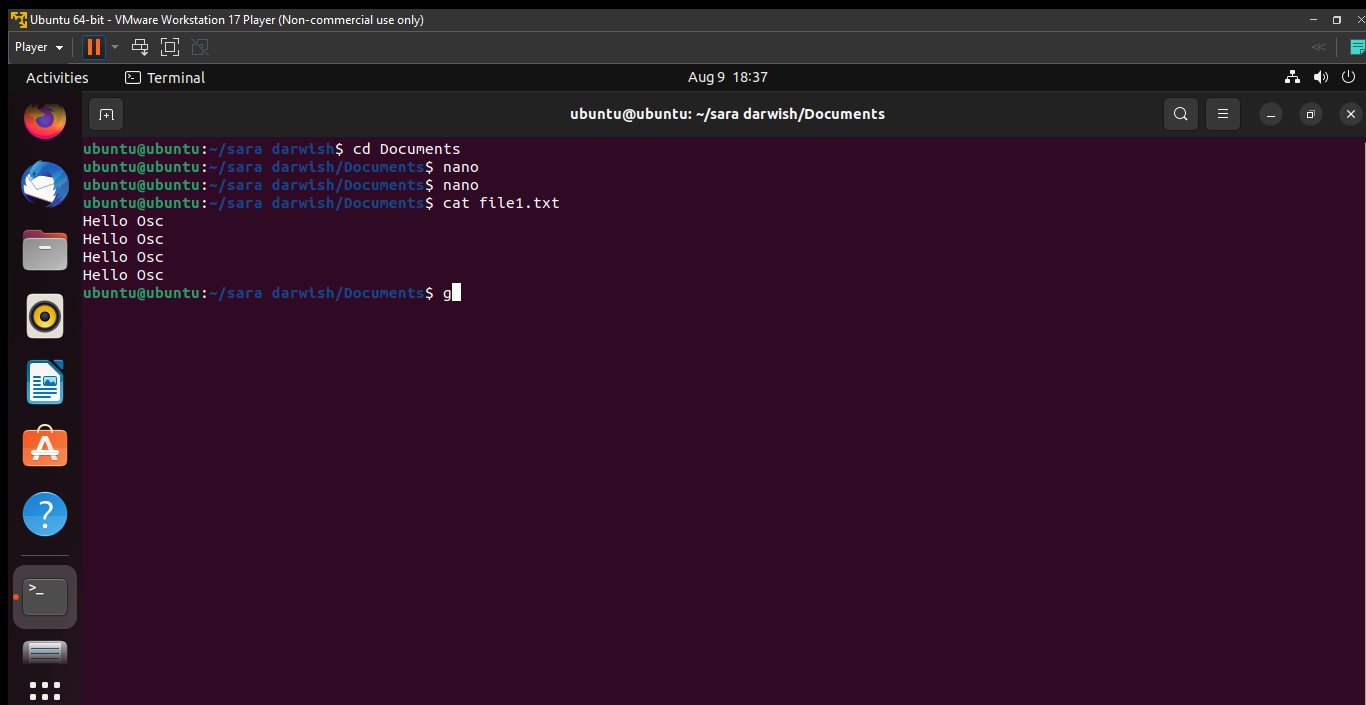 Ubuntu 64-bit - VMware Workstation 17 Player (Non-commercial use only)
Player
Activities
Terminal
Aug 9 18:37
ubuntu@ubuntu: ~/sara darwish/Documents
ubuntu@ubuntu:~/sara darwish$ cd Documents
ubuntu@ubuntu:~/sara darwish/Documents$ nano
ubuntu@ubuntu:~/sara darwish/Documents$ nano
ubuntu@ubuntu:~/sara darwish/Documents$ cat file1.txt
Hello Osc
Hello Osc
Hello Osc
Hello Osc
ubuntu@ubuntu:~/sara darwish/Documents$ g